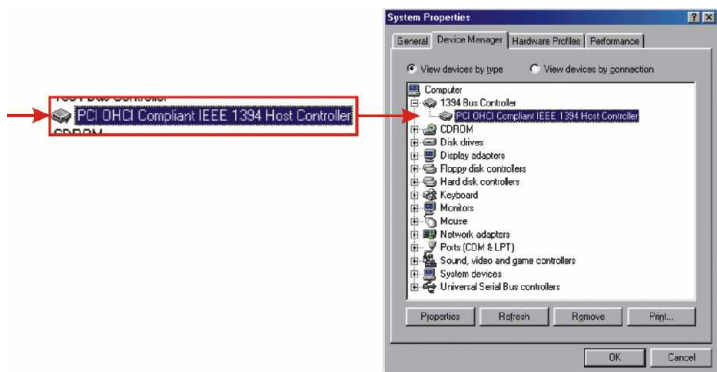 PCI OHCI Compliant IEEE 1394 Host Controller
CDROM
System Properties
General Device Manager Hardware Profiles Performance
View devices by type View devices by connection
Computer
1394 Bus Controller
PCI OHCI Compliant IEEE 1394 Host Controller
CDROM
Disk drives
Display adapters
Floppy disk controllers
Hard disk controllers
Keyboard
Monitors
Mouse
Network adapters
Ports (COM & LPT)
Sound, video and game controllers
System devices
Universal Serial Bus controllers
Properties Refresh Remove Print...
OK Cancel